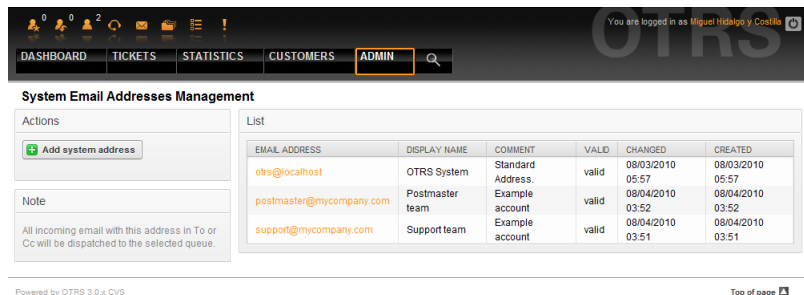 0 0 2
You are logged in as Miguel Hidalgo y Costilla
OTRS
DASHBOARD TICKETS STATISTICS CUSTOMERS ADMIN
System Email Addresses Management
Actions
Add system address
Note
All incoming email with this address in To or
Cc will be dispatched to the selected queue.
List
EMAIL ADDRESS DISPLAY NAME COMMENT VALID CHANGED CREATED
otrs@localhost OTRS System Standard Address. valid 08/03/2010 05:57 08/03/2010 05:57
postmaster@mycompany.com Postmaster team Example account valid 08/04/2010 03:52 08/04/2010 03:52
support@mycompany.com Support team Example account valid 08/04/2010 03:51 08/04/2010 03:51
Powered by OTRS 3.0.x CVS
Top of page